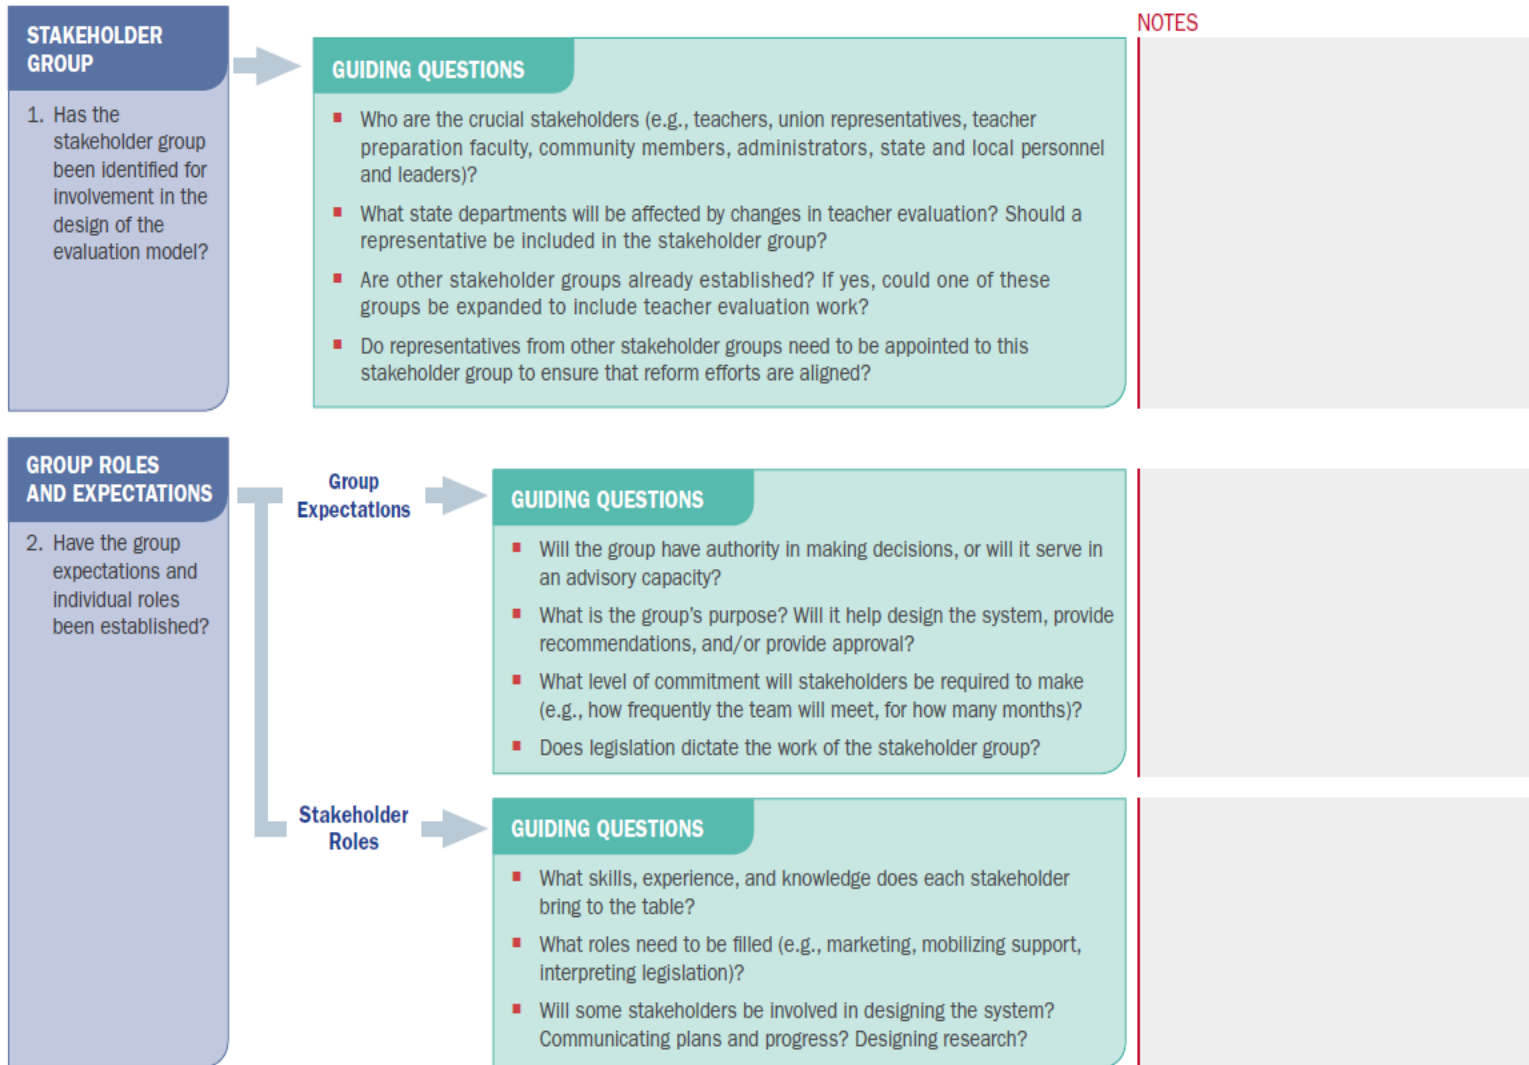 NOTES
STAKEHOLDER
GROUP
1. Has the
stakeholder group
been identified for
involvement in the
design of the
evaluation model?
GUIDING QUESTIONS
■ Who are the crucial stakeholders (e.g., teachers, union representatives, teacher
preparation faculty, community members, administrators, state and local personnel
and leaders)?
■ What state departments will be affected by changes in teacher evaluation? Should a
representative be included in the stakeholder group?
■ Are other stakeholder groups already established? If yes, could one of these
groups be expanded to include teacher evaluation work?
■ Do representatives from other stakeholder groups need to be appointed to this
stakeholder group to ensure that reform efforts are aligned?
GROUP ROLES
AND EXPECTATIONS
2. Have the group
expectations and
individual roles
been established?
Group
Expectations
GUIDING QUESTIONS
■ Will the group have authority in making decisions, or will it serve in
an advisory capacity?
■ What is the group's purpose? Will it help design the system, provide
recommendations, and/or provide approval?
■ What level of commitment will stakeholders be required to make
(e.g., how frequently the team will meet, for how many months)?
■ Does legislation dictate the work of the stakeholder group?
Stakeholder
Roles
GUIDING QUESTIONS
■ What skills, experience, and knowledge does each stakeholder
bring to the table?
■ What roles need to be filled (e.g., marketing, mobilizing support,
interpreting legislation)?
■ Will some stakeholders be involved in designing the system?
Communicating plans and progress? Designing research?